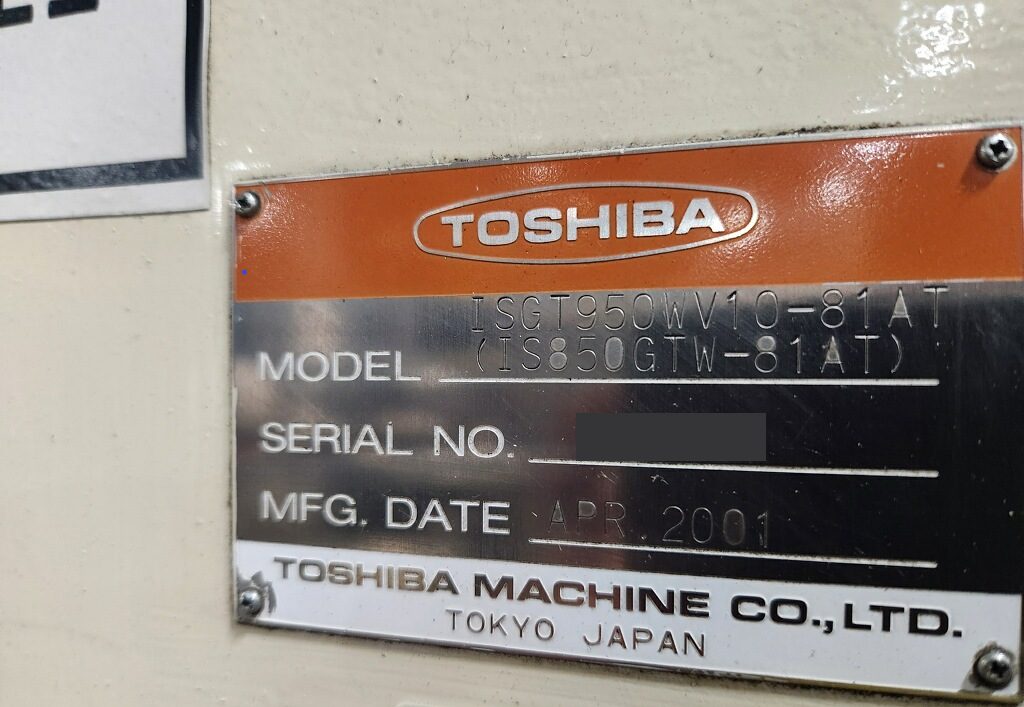 TOSHIBA
ISGT950WV10-81AT
MODEL (IS850GTW-81AT)
SERIAL NO.
MFG. DATE APR. 2001
TOSHIBA MACHINE CO., LTD.
TOKYO JAPAN